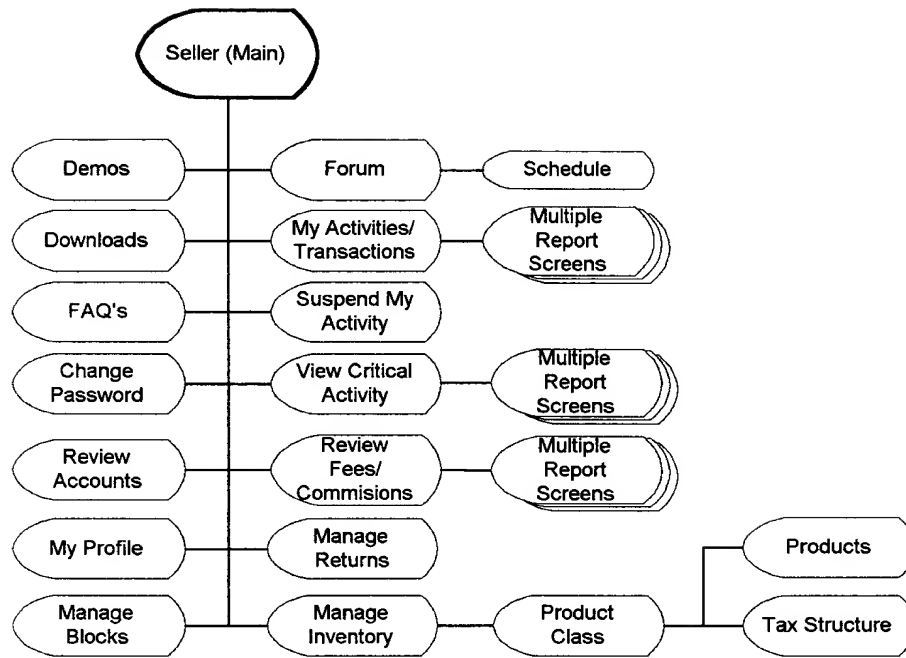 Seller (Main)
Demos
Forum
Schedule
Downloads
My Activities/
Transactions
Multiple
Report
Screens
FAQ's
Suspend My
Activity
Change
Password
View Critical
Activity
Multiple
Report
Screens
Review
Accounts
Review
Fees/
Commisions
Multiple
Report
Screens
My Profile
Manage
Returns
Products
Manage
Blocks
Manage
Inventory
Product
Class
Tax Structure